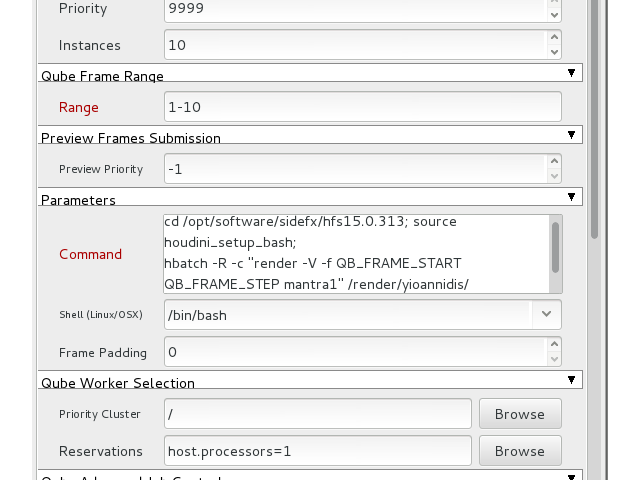 Priority 9999
Instances 10
Qube Frame Range
Range 1-10
Preview Frames Submission
Preview Priority -1
Parameters
Command
cd /opt/software/sidefx/hfs15.0.313; source
houdini_setup_bash;
hbatch -R -c "render -V -f QB_FRAME_START
QB_FRAME_STEP mantra1" /render/yioannidis/
Shell (Linux/OSX) /bin/bash
Frame Padding 0
Qube Worker Selection
Priority Cluster / Browse
Reservations host.processors=1 Browse